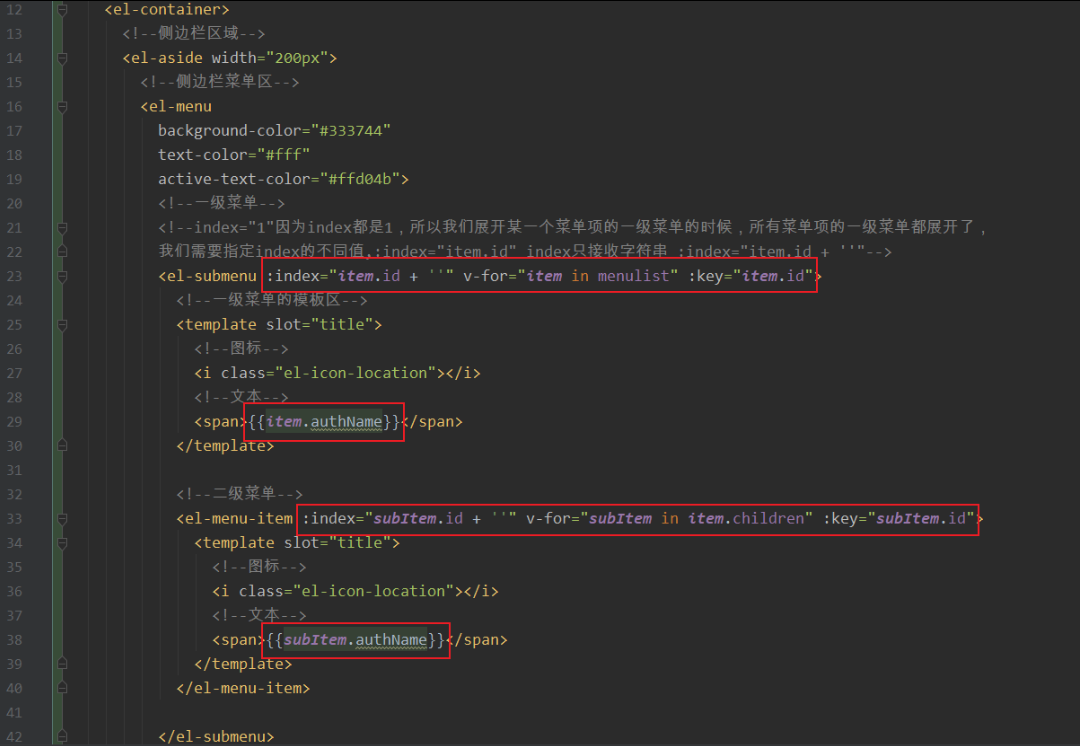 12 <el-container>
13 <!--侧边栏区域-->
14 <el-aside width="200px">
15 <!--侧边栏菜单区-->
16 <el-menu
17 background-color="#333744"
18 text-color="#fff"
19 active-text-color="#ffd04b">
20 <!--一级菜单-->
21 <!--index="1"因为index都是1，所以我们展开某一个菜单项的一级菜单的时候，所有菜单项的一级菜单都展开了，
22 我们需要指定index的不同值,:index="item.id" index只接收字符串 :index="item.id + ''"-->
23 <el-submenu :index="item.id + ''" v-for="item in menulist" :key="item.id">
24 <!--一级菜单的模板区-->
25 <template slot="title">
26 <!--图标-->
27 <i class="el-icon-location"></i>
28 <!--文本-->
29 <span>{{item.authName}}</span>
30 </template>
31
32 <!--二级菜单-->
33 <el-menu-item :index="subItem.id + ''" v-for="subItem in item.children" :key="subItem.id">
34 <template slot="title">
35 <!--图标-->
36 <i class="el-icon-location"></i>
37 <!--文本-->
38 <span>{{subItem.authName}}</span>
39 </template>
40 </el-menu-item>
41
42 </el-submenu>